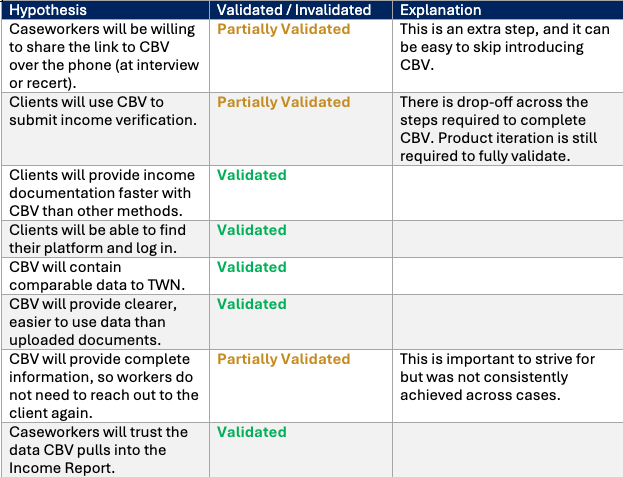 Hypothesis Validated / Invalidated Explanation
Caseworkers will be willing Partially Validated This is an extra step, and it can
to share the link to CBV be easy to skip introducing
over the phone (at interview CBV.
or recert).
Clients will use CBV to Partially Validated There is drop-off across the
submit income verification. steps required to complete
CBV. Product iteration is still
required to fully validate.
Clients will provide income Validated
documentation faster with
CBV than other methods.
Clients will be able to find Validated
their platform and log in.
CBV will contain Validated
comparable data to TWN.
CBV will provide clearer, Validated
easier to use data than
uploaded documents.
CBV will provide complete Partially Validated This is important to strive for
information, so workers do but was not consistently
not need to reach out to the achieved across cases.
client again.
Caseworkers will trust the Validated
data CBV pulls into the
Income Report.